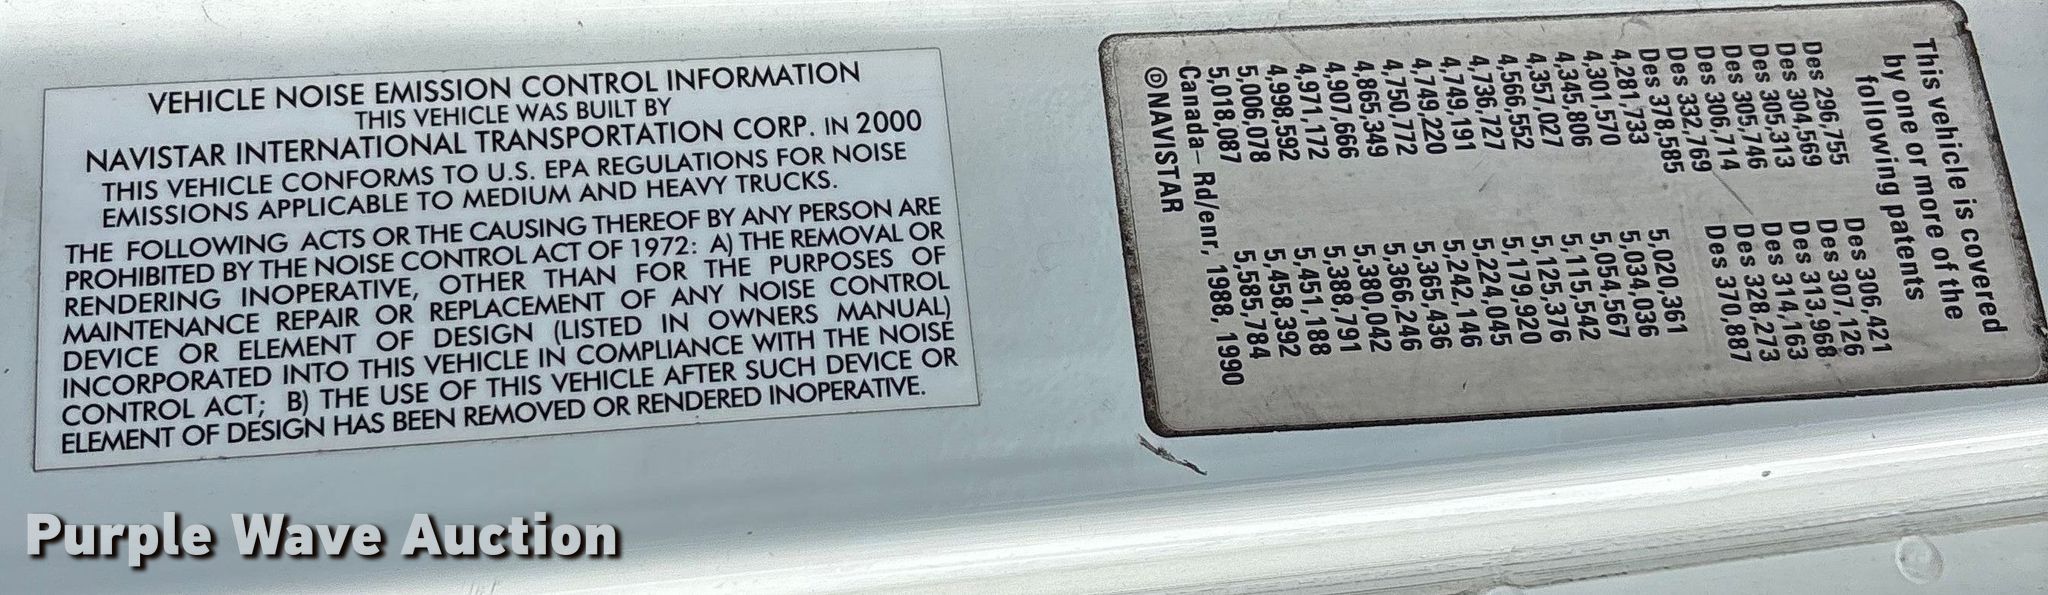 VEHICLE NOISE EMISSION CONTROL INFORMATION
THIS VEHICLE WAS BUILT BY
NAVISTAR INTERNATIONAL TRANSPORTATION CORP. IN 2000
THIS VEHICLE CONFORMS TO U.S. EPA REGULATIONS FOR NOISE
EMISSIONS APPLICABLE TO MEDIUM AND HEAVY TRUCKS.
THE FOLLOWING ACTS OR THE CAUSING THEREOF BY ANY PERSON ARE
PROHIBITED BY THE NOISE CONTROL ACT OF 1972: A) THE REMOVAL OR
RENDERING INOPERATIVE, OTHER THAN FOR THE PURPOSES OF
MAINTENANCE REPAIR OR REPLACEMENT OF ANY NOISE CONTROL
DEVICE OR ELEMENT OF DESIGN (LISTED IN OWNERS MANUAL)
INCORPORATED INTO THIS VEHICLE IN COMPLIANCE WITH THE NOISE
CONTROL ACT; B) THE USE OF THIS VEHICLE AFTER SUCH DEVICE OR
ELEMENT OF DESIGN HAS BEEN REMOVED OR RENDERED INOPERATIVE.
This vehicle is covered
by one or more of the
following patents
Des 296,755
Des 304,569
Des 305,313
Des 305,746
Des 306,714
Des 332,769
Des 378,585
4,281,733
4,301,570
4,345,806
4,357,027
4,566,552
4,736,727
4,749,191
4,749,220
4,750,772
4,865,349
4,907,666
4,971,172
4,998,592
5,006,078
5,018,087
Des 306,421
Des 307,126
Des 313,968
Des 314,163
Des 328,273
Des 370,887
5,020,361
5,034,036
5,054,567
5,115,542
5,125,376
5,179,920
5,224,045
5,242,146
5,365,436
5,366,246
5,380,042
5,388,791
5,451,188
5,458,392
5,585,784
Canada–Rd/enr, 1988, 1990
©NAVISTAR
Purple Wave Auction